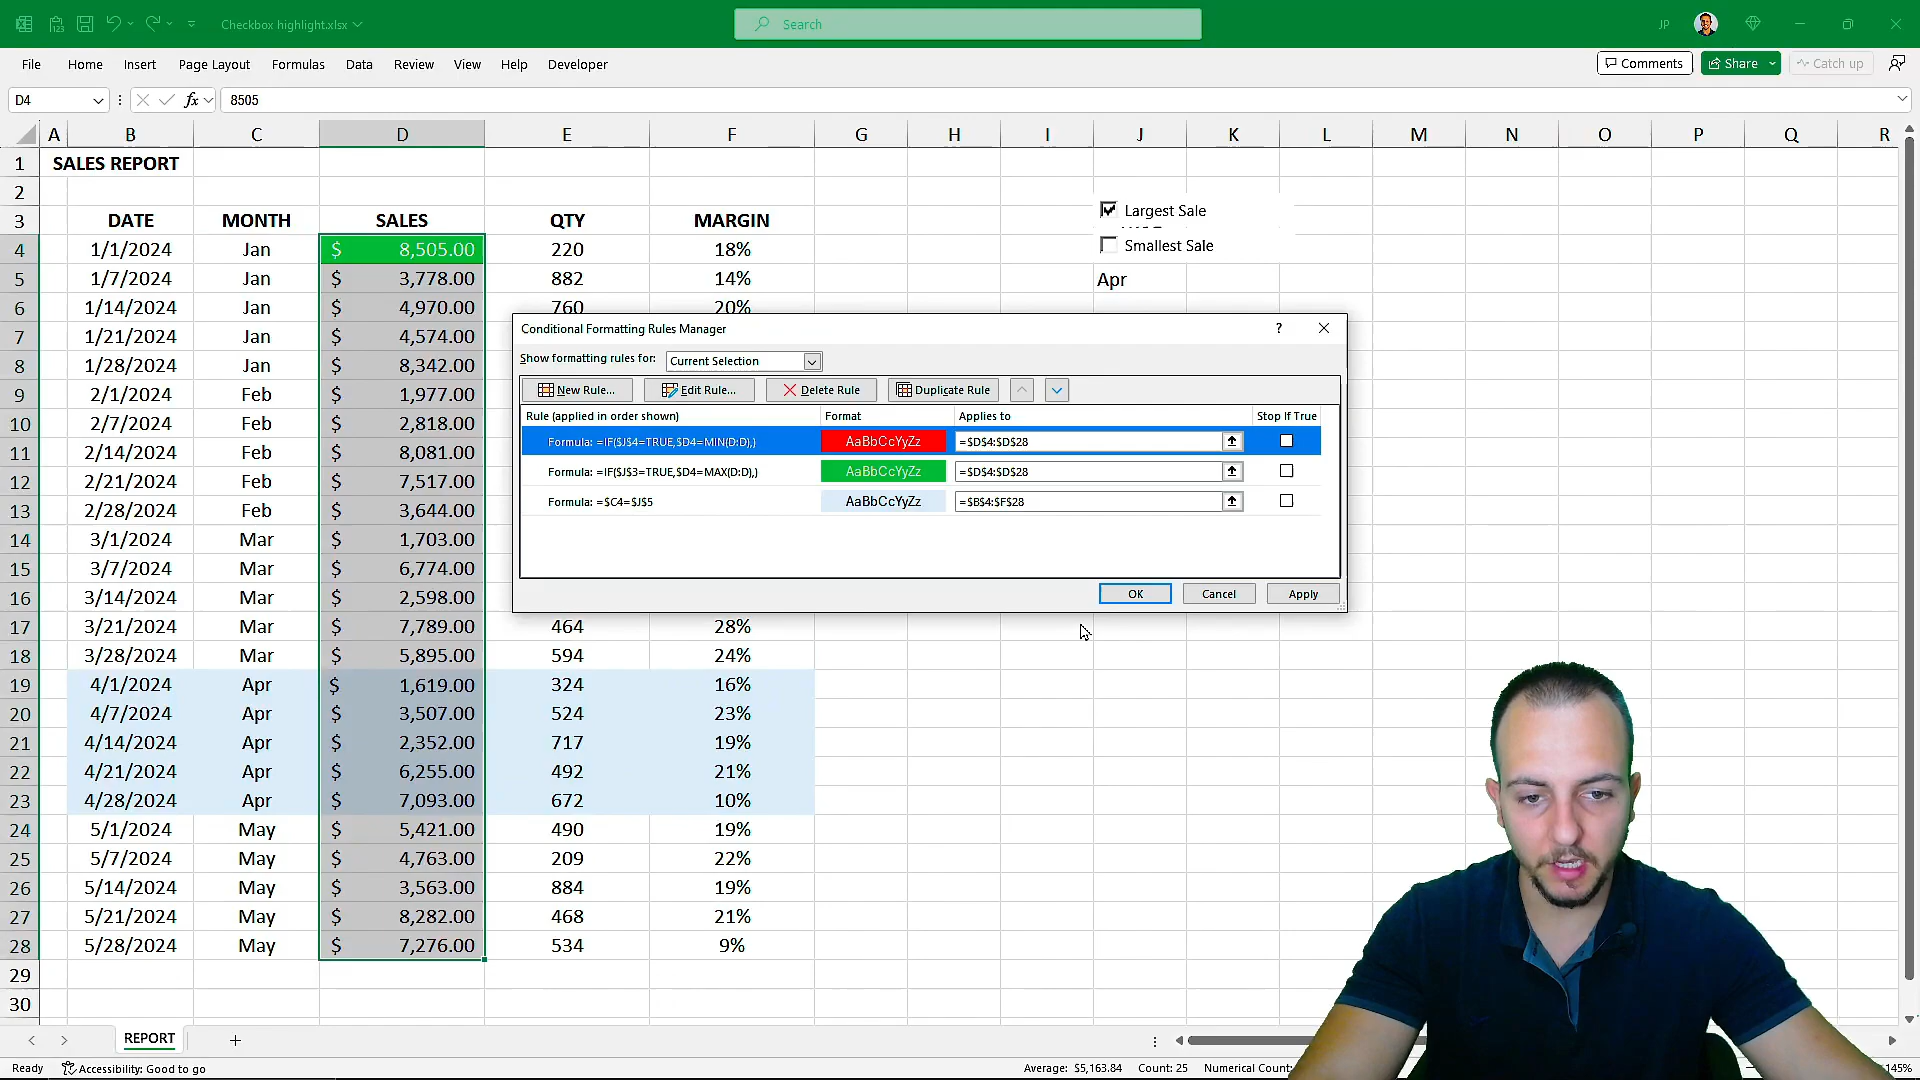 Checkbox highlight.xlsx
Search
JP
File Home Insert Page Layout Formulas Data Review View Help Developer
Comments Share Catch up
D4 fx 8505
A B C D E F G H I J K L M N O P Q R
1 SALES REPORT
2
3 DATE MONTH SALES QTY MARGIN
Largest Sale
4 1/1/2024 Jan $ 8,505.00 220 18%
Smallest Sale
5 1/7/2024 Jan $ 3,778.00 882 14% Apr
6 1/14/2024 Jan $ 4,970.00 760 20%
7 1/21/2024 Jan $ 4,574.00
8 1/28/2024 Jan $ 8,342.00
9 2/1/2024 Feb $ 1,977.00
10 2/7/2024 Feb $ 2,818.00
11 2/14/2024 Feb $ 8,081.00
12 2/21/2024 Feb $ 7,517.00
13 2/28/2024 Feb $ 3,644.00
14 3/1/2024 Mar $ 1,703.00
15 3/7/2024 Mar $ 6,774.00
16 3/14/2024 Mar $ 2,598.00
17 3/21/2024 Mar $ 7,789.00 464 28%
18 3/28/2024 Mar $ 5,895.00 594 24%
19 4/1/2024 Apr $ 1,619.00 324 16%
20 4/7/2024 Apr $ 3,507.00 524 23%
21 4/14/2024 Apr $ 2,352.00 717 19%
22 4/21/2024 Apr $ 6,255.00 492 21%
23 4/28/2024 Apr $ 7,093.00 672 10%
24 5/1/2024 May $ 5,421.00 490 19%
25 5/7/2024 May $ 4,763.00 209 22%
26 5/14/2024 May $ 3,563.00 884 19%
27 5/21/2024 May $ 8,282.00 468 21%
28 5/28/2024 May $ 7,276.00 534 9%
29
30
Conditional Formatting Rules Manager ?
Show formatting rules for: Current Selection
New Rule... Edit Rule... Delete Rule Duplicate Rule
Rule (applied in order shown) Format Applies to Stop If True
Formula: =IF($J$4=TRUE,$D4=MIN(D:D),) AaBbCcYyZz =$D$4:$D$28
Formula: =IF($J$3=TRUE,$D4=MAX(D:D),) AaBbCcYyZz =$D$4:$D$28
Formula: =$C4=$J$5 AaBbCcYyZz =$B$4:$F$28
OK Cancel Apply
REPORT
Ready Accessibility: Good to go Average: $5,163.84 Count: 25 Numerical Count: 145%